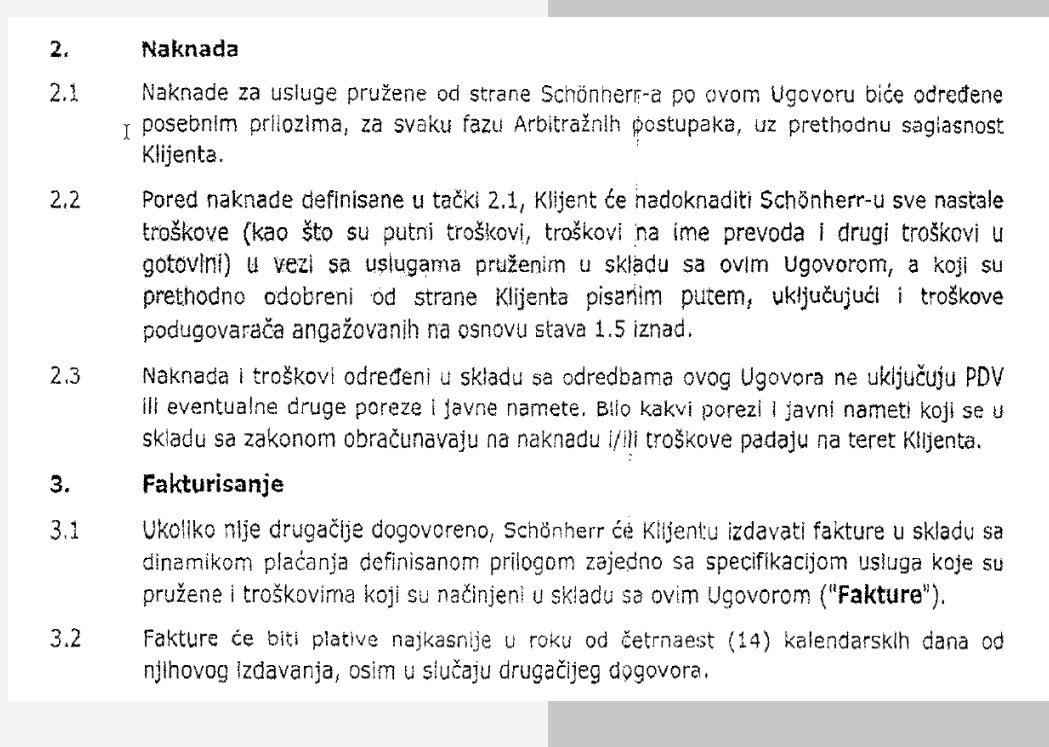 2. Naknada
2.1 Naknade za usluge pružene od strane Schönherr-a po ovom Ugovoru biće određene
posebnim prilozima, za svaku fazu Arbitražnih postupaka, uz prethodnu saglasnost
Klijenta.
2.2 Pored naknade definisane u tački 2.1, Klijent će nadoknaditi Schönherr-u sve nastale
troškove (kao što su putni troškovi, troškovi na ime prevoda i drugi troškovi u
gotovini) u vezi sa uslugama pruženim u skladu sa ovim Ugovorom, a koji su
prethodno odobreni od strane Klijenta pisanim putem, uključujući i troškove
podugovarača angažovanih na osnovu stava 1.5 iznad.
2.3 Naknada i troškovi određeni u skladu sa odredbama ovog Ugovora ne uključuju PDV
ili eventualne druge poreze i javne namete. Bilo kakvi porezi i javni nameti koji se u
skladu sa zakonom obračunavaju na naknadu i/ili troškove padaju na teret Klijenta.
3. Fakturisanje
3.1 Ukoliko nije drugačije dogovoreno, Schönherr će Klijentu izdavati fakture u skladu sa
dinamikom plaćanja definisanom prilogom zajedno sa specifikacijom usluga koje su
pružene i troškovima koji su načinjeni u skladu sa ovim Ugovorom ("Fakture").
3.2 Fakture će biti plative najkasnije u roku od četrnaest (14) kalendarskih dana od
njihovog izdavanja, osim u slučaju drugačijeg dogovora.